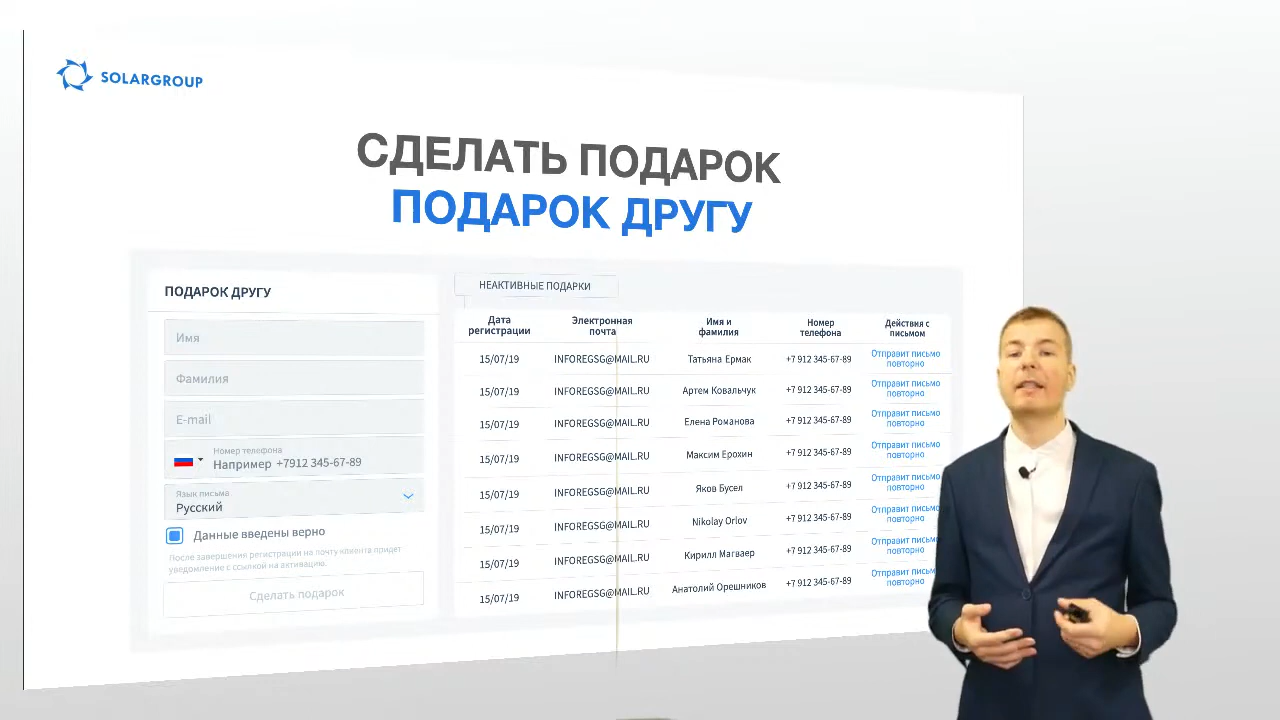 SOLARGROUP
СДЕЛАТЬ ПОДАРОК
ПОДАРОК ДРУГУ
ПОДАРОК ДРУГУ
Имя
Фамилия
E-mail
Номер телефона
Например +7912 345-67-89
Язык письма
Русский
Данные введены верно
После завершения регистрации на почту клиента придет
уведомление с ссылкой на активацию.
Сделать подарок
НЕАКТИВНЫЕ ПОДАРКИ
Дата регистрации Электронная почта Имя и фамилия Номер телефона Действия с письмом
15/07/19 INFOREGSG@MAIL.RU Татьяна Ермак +7 912 345-67-89 Отправит письмо повторно
15/07/19 INFOREGSG@MAIL.RU Артем Ковальчук +7 912 345-67-89 Отправит письмо повторно
15/07/19 INFOREGSG@MAIL.RU Елена Романова +7 912 345-67-89 Отправит письмо повторно
15/07/19 INFOREGSG@MAIL.RU Максим Ерохин +7 912 345-67-89 Отправит письмо повторно
15/07/19 INFOREGSG@MAIL.RU Яков Бусел +7 912 345-67-89 Отправит письмо повторно
15/07/19 INFOREGSG@MAIL.RU Nikolay Orlov +7 912 345-67-89 Отправит письмо повторно
15/07/19 INFOREGSG@MAIL.RU Кирилл Магваер +7 912 345-67-89 Отправит письмо повторно
15/07/19 INFOREGSG@MAIL.RU Анатолий Орешников +7 912 345-67-89 Отправит письмо повторно